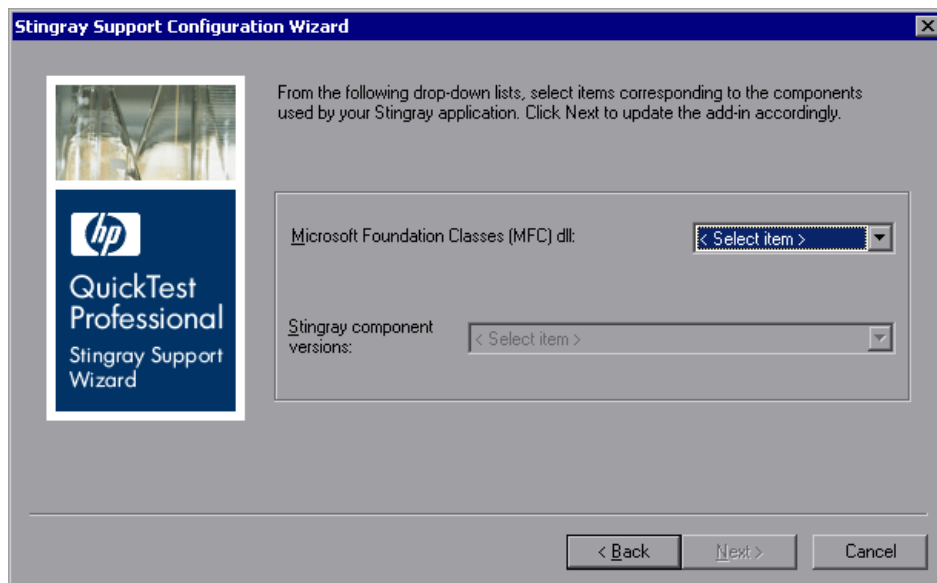 Stingray Support Configuration Wizard
From the following drop-down lists, select items corresponding to the components
used by your Stingray application. Click Next to update the add-in accordingly.
hp
QuickTest
Professional
Stingray Support
Wizard
Microsoft Foundation Classes (MFC) dll:
< Select item >
Stingray component
versions:
< Select item >
< Back
Next >
Cancel